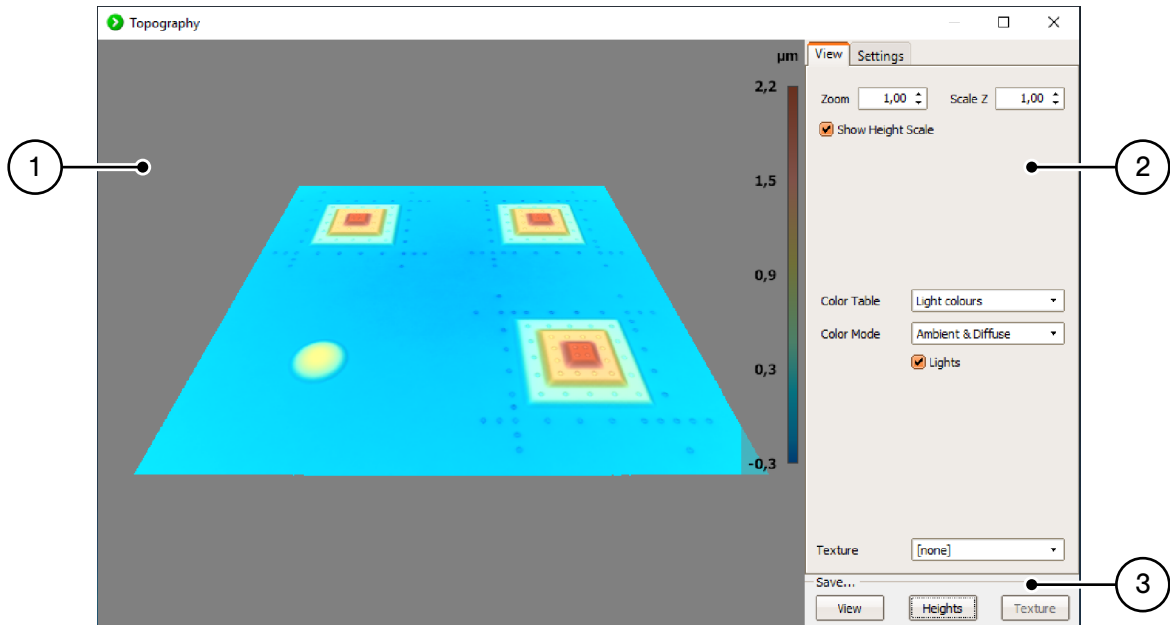 Topography
View Settings
µm
2,2
1,5
0,9
0,3
-0,3
Zoom 1,00 Scale Z 1,00
Show Height Scale
Color Table Light colours
Color Mode Ambient & Diffuse
Lights
Texture [none]
Save...
View Heights Texture
1
2
3